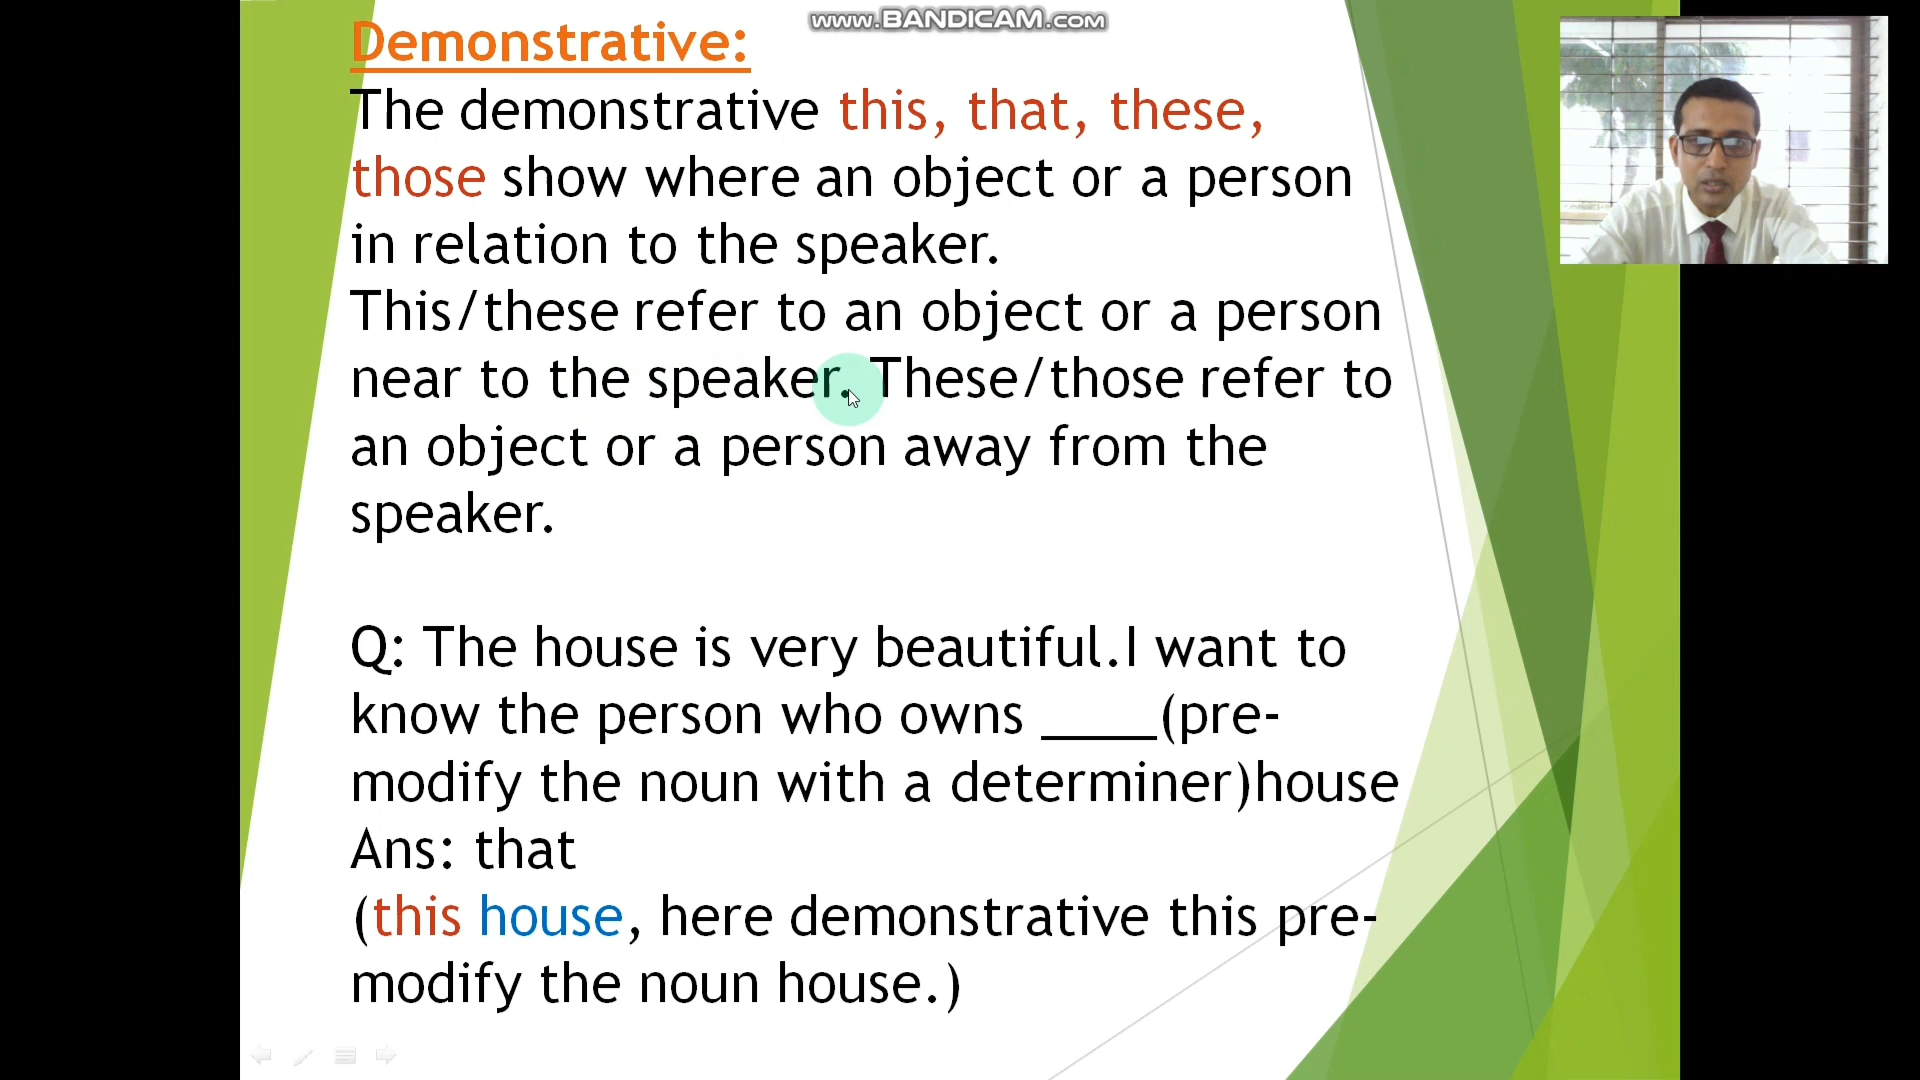 www.BANDICAM.com
Demonstrative:
The demonstrative this, that, these,
those show where an object or a person
in relation to the speaker.
This/these refer to an object or a person
near to the speaker. These/those refer to
an object or a person away from the
speaker.
Q: The house is very beautiful.I want to
know the person who owns ____(pre-
modify the noun with a determiner)house
Ans: that
(this house, here demonstrative this pre-
modify the noun house.)